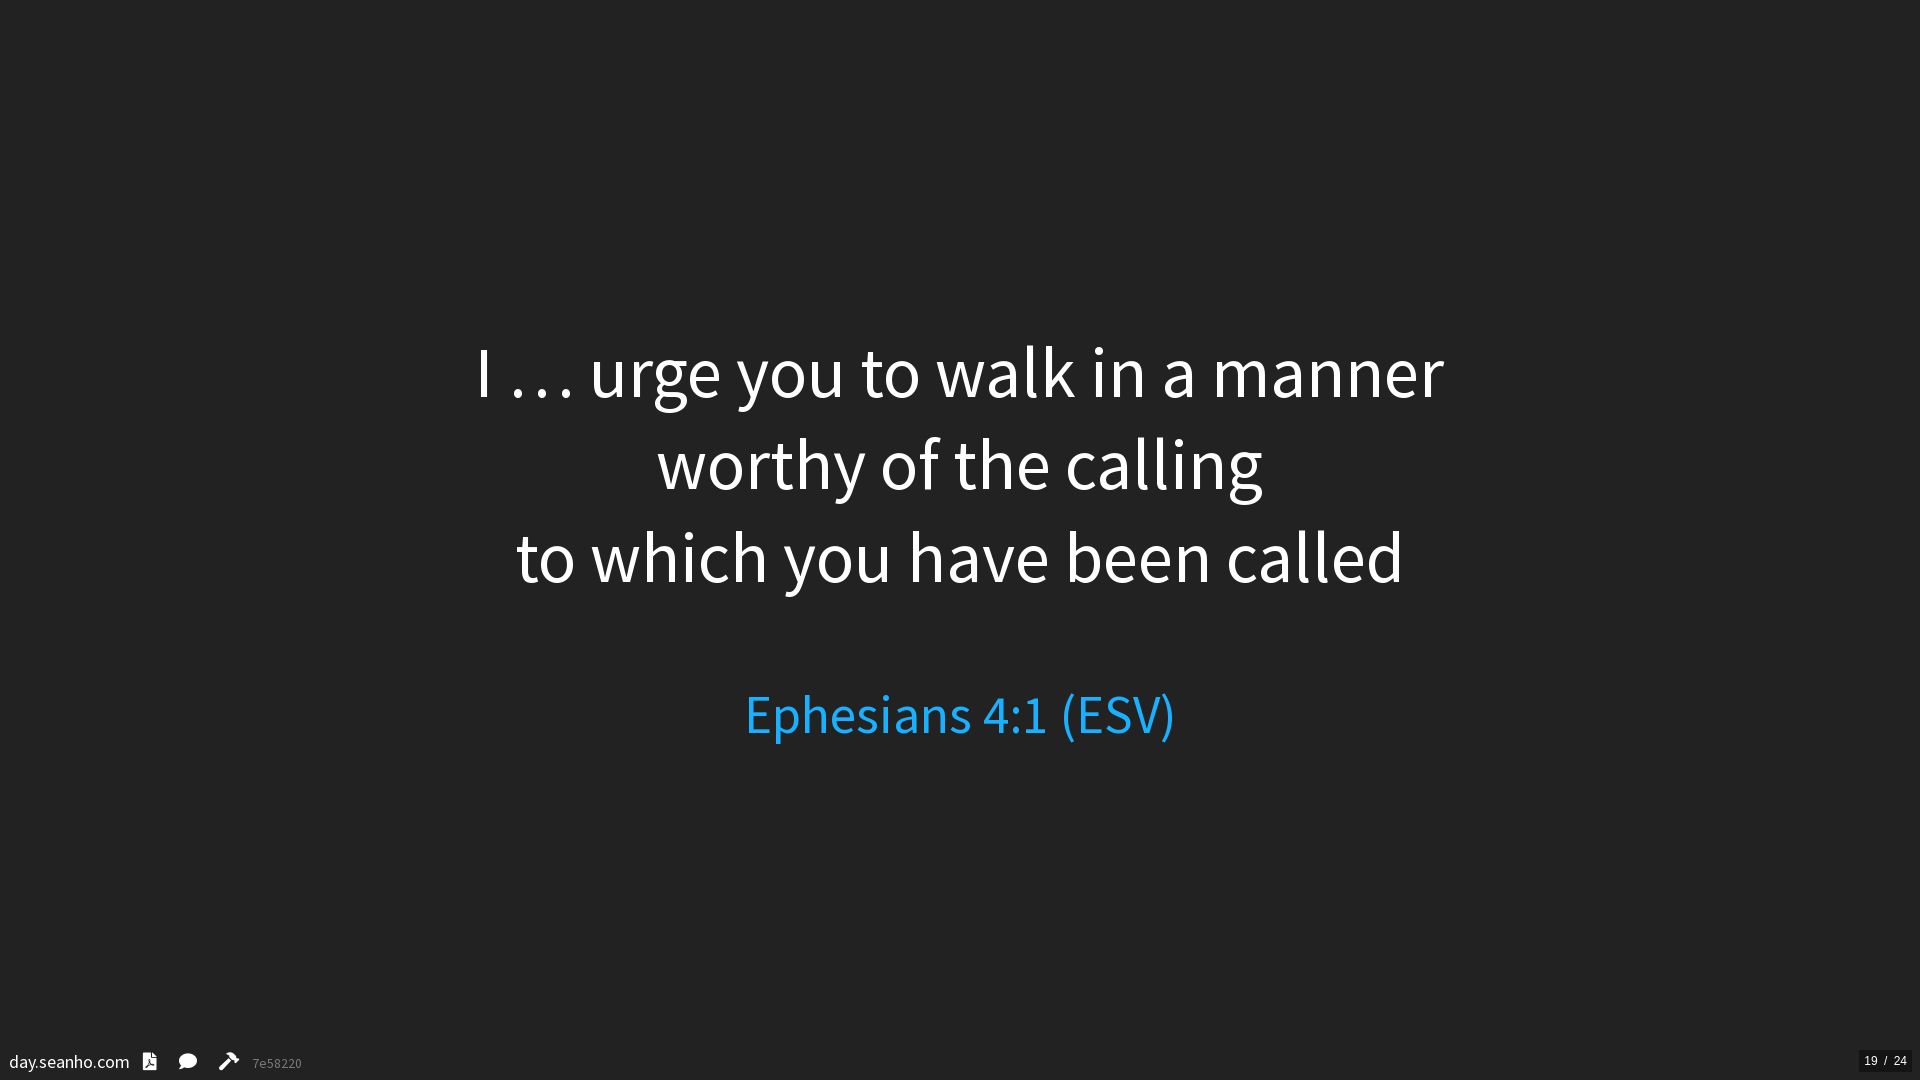 I … urge you to walk in a manner
worthy of the calling
to which you have been called
Ephesians 4:1 (ESV)
day.seanho.com 7e58220
19 / 24